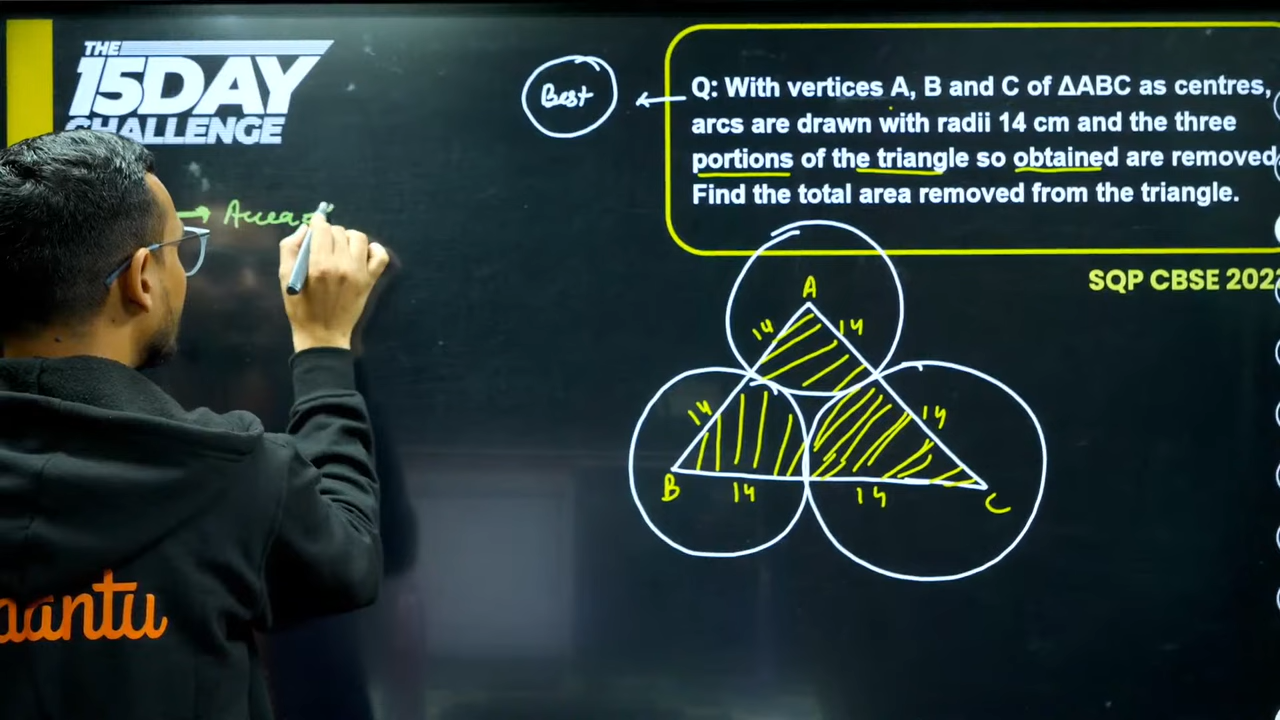 THE
15DAY
CHALLENGE
Best
Q: With vertices A, B and C of ΔABC as centres,
arcs are drawn with radii 14 cm and the three
portions of the triangle so obtained are removed
Find the total area removed from the triangle.
SQP CBSE 202
→ Area
A
14 14
14 14
B 14 14 C
aantu